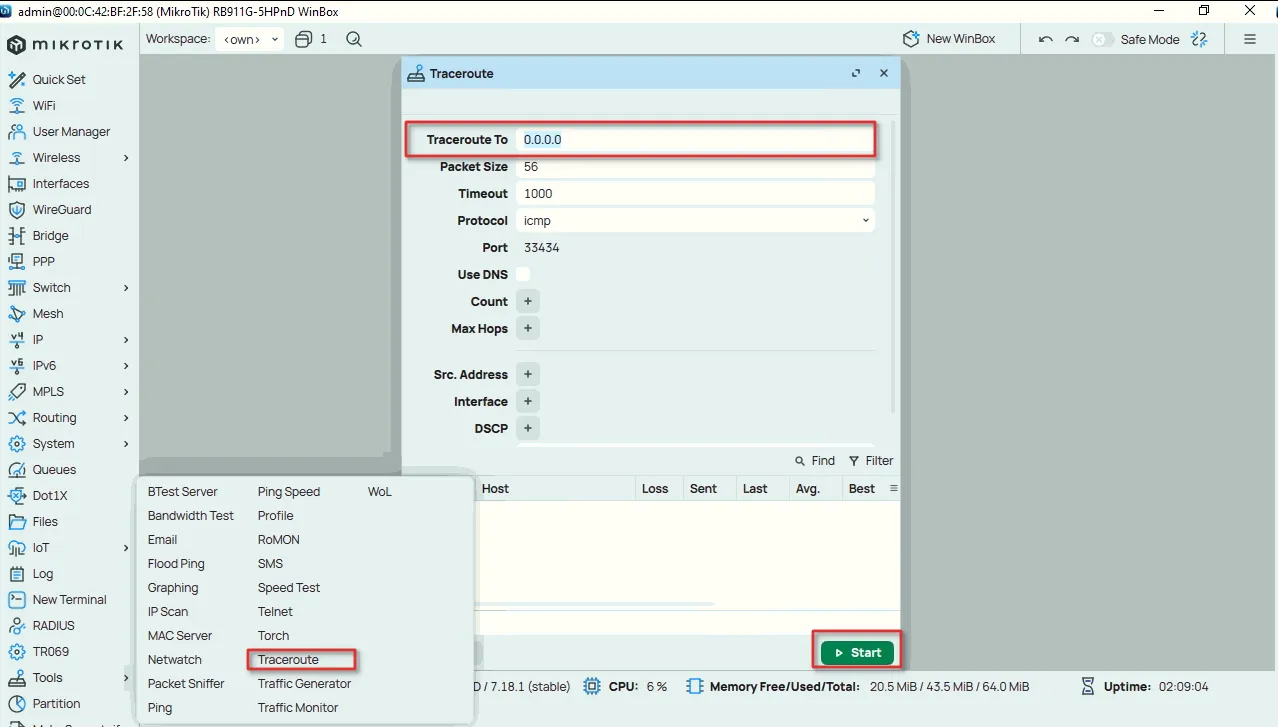 admin@00:0C:42:BF:2F:58 (MikroTik) RB911G-5HPnD WinBox
MIKROTIK
Workspace: <own> 1
New WinBox
Safe Mode
Quick Set
WiFi
User Manager
Wireless
Interfaces
WireGuard
Bridge
PPP
Switch
Mesh
IP
IPv6
MPLS
Routing
System
Queues
Dot1X
Files
IoT
Log
New Terminal
RADIUS
TR069
Tools
Partition
Traceroute
Traceroute To 0.0.0.0
Packet Size 56
Timeout 1000
Protocol icmp
Port 33434
Use DNS
Count +
Max Hops +
Src. Address +
Interface +
DSCP +
Find Filter
Host Loss Sent Last Avg. Best
Start
BTest Server Ping Speed WoL
Bandwidth Test Profile
Email RoMON
Flood Ping SMS
Graphing Speed Test
IP Scan Telnet
MAC Server Torch
Netwatch Traceroute
Packet Sniffer Traffic Generator
Ping Traffic Monitor
D / 7.18.1 (stable) CPU: 6 % Memory Free/Used/Total: 20.5 MiB / 43.5 MiB / 64.0 MiB Uptime: 02:09:04